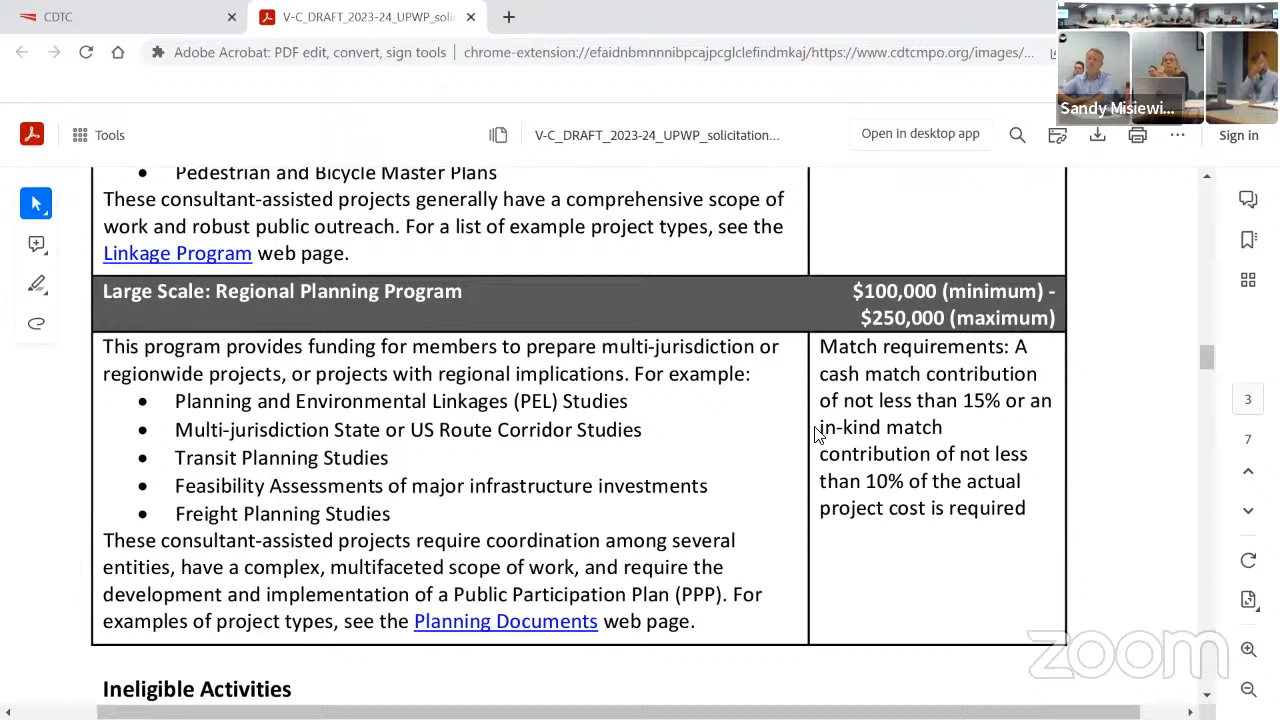 CDTC
V-C_DRAFT_2023-24_UPWP_solicit
Adobe Acrobat: PDF edit, convert, sign tools
chrome-extension://efaidnbmnnnibpcajpcglclefindmkaj/https://www.cdtcmpo.org/images/...
Sandy Misiewi...
Tools
V-C_DRAFT_2023-24_UPWP_solicitation...
Open in desktop app
Sign in
• Pedestrian and Bicycle Master Plans
These consultant-assisted projects generally have a comprehensive scope of
work and robust public outreach. For a list of example project types, see the
Linkage Program web page.
Large Scale: Regional Planning Program
$100,000 (minimum) -
$250,000 (maximum)
This program provides funding for members to prepare multi-jurisdiction or
regionwide projects, or projects with regional implications. For example:
• Planning and Environmental Linkages (PEL) Studies
• Multi-jurisdiction State or US Route Corridor Studies
• Transit Planning Studies
• Feasibility Assessments of major infrastructure investments
• Freight Planning Studies
These consultant-assisted projects require coordination among several
entities, have a complex, multifaceted scope of work, and require the
development and implementation of a Public Participation Plan (PPP). For
examples of project types, see the Planning Documents web page.
Match requirements: A
cash match contribution
of not less than 15% or an
in-kind match
contribution of not less
than 10% of the actual
project cost is required
Ineligible Activities
3
7
zoom